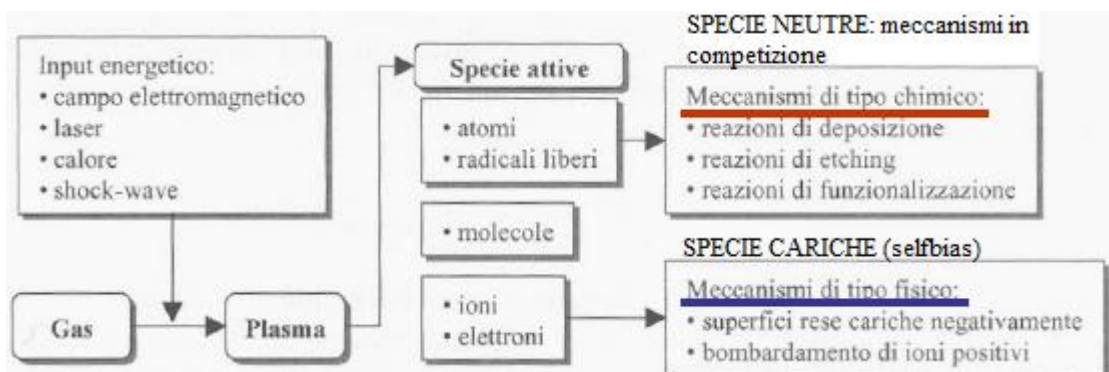 Input energetico:
• campo elettromagnetico
• laser
• calore
• shock-wave
Gas
Plasma
Specie attive
• atomi
• radicali liberi
• molecole
• ioni
• elettroni
SPECIE NEUTRE: meccanismi in
competizione
Meccanismi di tipo chimico:
• reazioni di deposizione
• reazioni di etching
• reazioni di funzionalizzazione
SPECIE CARICHE (selfbias)
Meccanismi di tipo fisico:
• superfici rese cariche negativamente
• bombardamento di ioni positivi